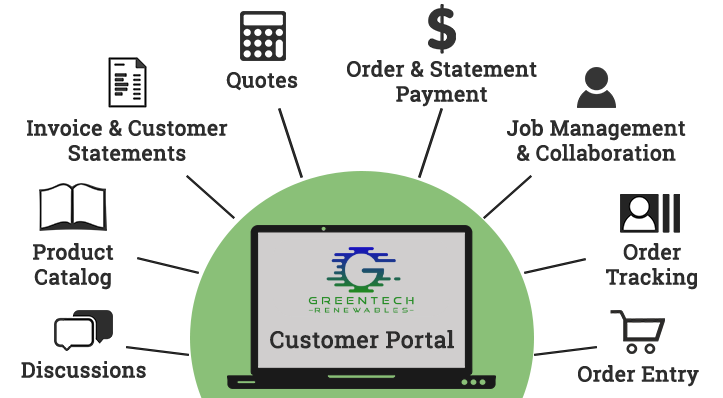 Quotes
Order & Statement
Payment
Invoice & Customer
Statements
Job Management
& Collaboration
Product
Catalog
Order
Tracking
GREENTECH
-RENEWABLES-
Customer Portal
Discussions
Order Entry